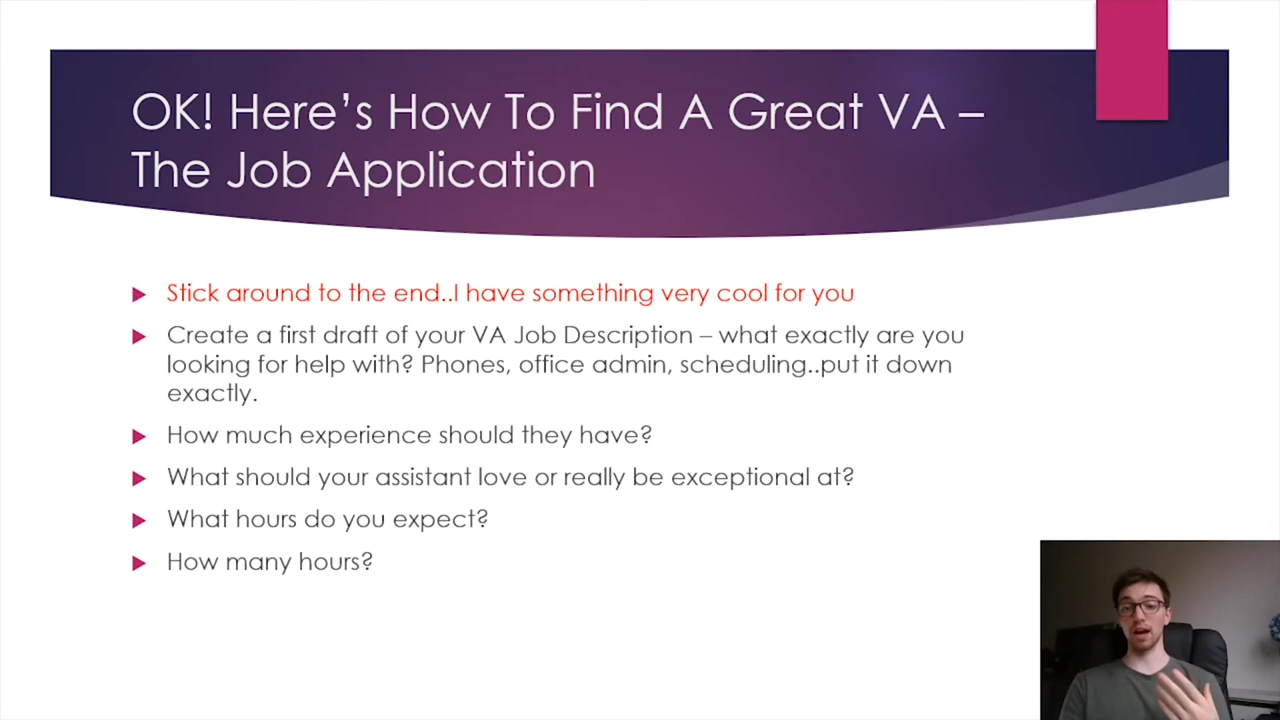 OK! Here's How To Find A Great VA –
The Job Application
Stick around to the end..I have something very cool for you
Create a first draft of your VA Job Description – what exactly are you
looking for help with? Phones, office admin, scheduling..put it down
exactly.
How much experience should they have?
What should your assistant love or really be exceptional at?
What hours do you expect?
How many hours?